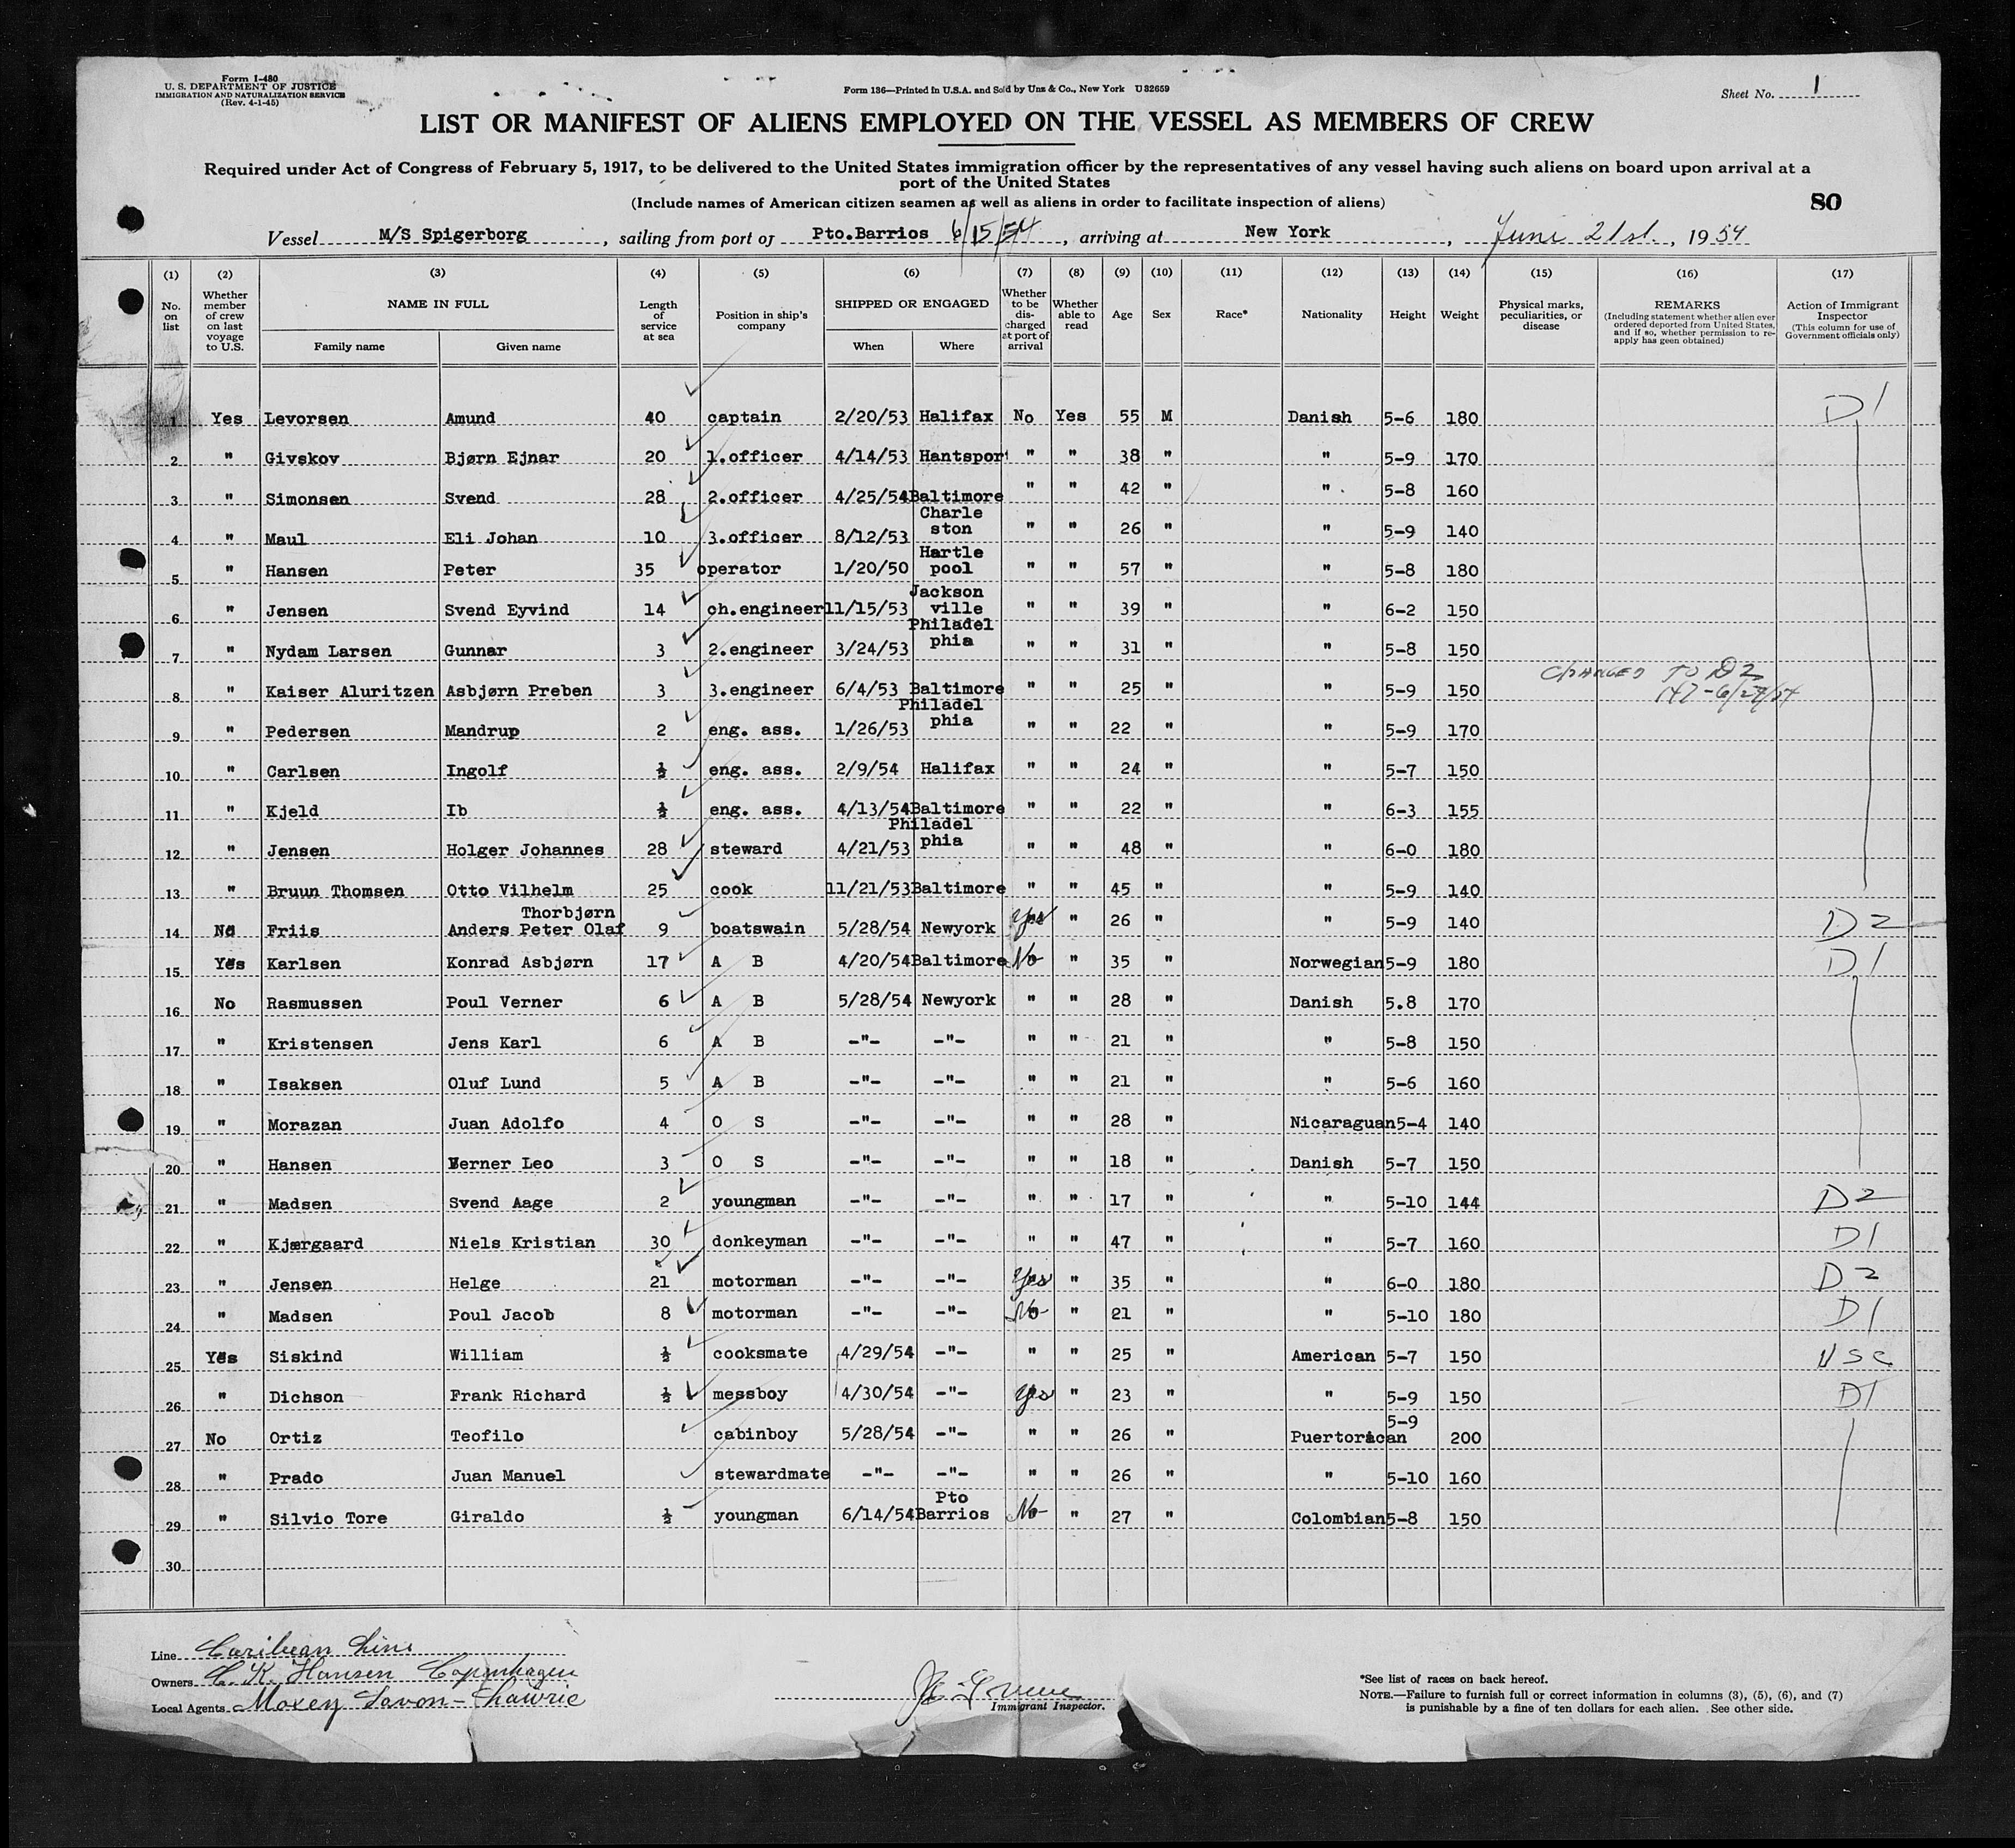 Form I-480
U. S. DEPARTMENT OF JUSTICE
IMMIGRATION AND NATURALIZATION SERVICE
(Rev. 4-1-45)
Form 136—Printed in U.S.A. and Sold by Unz & Co., New York U32659
Sheet No. 1
LIST OR MANIFEST OF ALIENS EMPLOYED ON THE VESSEL AS MEMBERS OF CREW
Required under Act of Congress of February 5, 1917, to be delivered to the United States immigration officer by the representatives of any vessel having such aliens on board upon arrival at a
port of the United States
(Include names of American citizen seamen as well as aliens in order to facilitate inspection of aliens)
80
Vessel M/S Spigerborg, sailing from port of Pto.Barrios 6/15/54, arriving at New York, Juni 21st., 1954
(1) (2) (3) (4) (5) (6) (7) (8) (9) (10) (11) (12) (13) (14) (15) (16) (17)
No. on list
Whether member of crew on last voyage to U.S.
NAME IN FULL
Family name
Given name
Length of service at sea
Position in ship's company
SHIPPED OR ENGAGED
When
Where
Whether to be dis-charged at port of arrival
Whether able to read
Age
Sex
Race*
Nationality
Height
Weight
Physical marks, peculiarities, or disease
REMARKS
(Including statement whether alien ever ordered deported from United States, and if so, whether permission to re-apply has geen obtained)
Action of Immigrant Inspector
(This column for use of Government officials only)
1 Yes Levorsen Amund 40 captain 2/20/53 Halifax No Yes 55 M Danish 5-6 180 D1
2 " Givskov Bjørn Ejnar 20 1.officer 4/14/53 Hantspor " " 38 " " 5-9 170
3 " Simonsen Svend 28 2.officer 4/25/54 Baltimore " " 42 " " 5-8 160
4 " Maul Eli Johan 10 3.officer 8/12/53 Charle ston " " 26 " " 5-9 140
5 " Hansen Peter 35 operator 1/20/50 Hartle pool " " 57 " " 5-8 180
6 " Jensen Svend Eyvind 14 ch.engineer 11/15/53 Jackson ville " " 39 " " 6-2 150
7 " Nydam Larsen Gunnar 3 2.engineer 3/24/53 Philadel phia " " 31 " " 5-8 150
8 " Kaiser Aluritzen Asbjørn Preben 3 3.engineer 6/4/53 Baltimore " " 25 " " 5-9 150 CHANGED TO D2 6/29/54
9 " Pedersen Mandrup 2 eng. ass. 1/26/53 Philadel phia " " 22 " " 5-9 170
10 " Carlsen Ingolf ½ eng. ass. 2/9/54 Halifax " " 24 " " 5-7 150
11 " Kjeld Ib ½ eng. ass. 4/13/54 Baltimore " " 22 " " 6-3 155
12 " Jensen Holger Johannes 28 steward 4/21/53 Philadel phia " " 48 " " 6-0 180
13 " Bruun Thomsen Otto Vilhelm 25 cook 11/21/53 Baltimore " " 45 " " 5-9 140
14 No Friis Thorbjørn Anders Peter Olaf 9 boatswain 5/28/54 Newyork Yes " 26 " " 5-9 140 D2
15 Yes Karlsen Konrad Asbjørn 17 A B 4/20/54 Baltimore No " 35 " Norwegian 5-9 180 D1
16 No Rasmussen Poul Verner 6 A B 5/28/54 Newyork " " 28 " Danish 5.8 170
17 " Kristensen Jens Karl 6 A B -"- -"- " " 21 " " 5-8 150
18 " Isaksen Oluf Lund 5 A B -"- -"- " " 21 " " 5-6 160
19 " Morazan Juan Adolfo 4 O S -"- -"- " " 28 " Nicaraguan 5-4 140
20 " Hansen Verner Leo 3 O S -"- -"- " " 18 " Danish 5-7 150
21 " Madsen Svend Aage 2 youngman -"- -"- " " 17 " " 5-10 144 D2
22 " Kjærgaard Niels Kristian 30 donkeyman -"- -"- " " 47 " " 5-7 160 D1
23 " Jensen Helge 21 motorman -"- -"- Yes " 35 " " 6-0 180 D2
24 " Madsen Poul Jacob 8 motorman -"- -"- No " 21 " " 5-10 180 D1
25 Yes Siskind William ½ cooksmate 4/29/54 -"- " " 25 " American 5-7 150 USC
26 " Dichson Frank Richard ½ messboy 4/30/54 -"- Yes " 23 " " 5-9 150 D1
27 No Ortiz Teofilo cabinboy 5/28/54 -"- " " 26 " Puertorican 5-9 200
28 " Prado Juan Manuel stewardmate -"- -"- " " 26 " " 5-10 160
29 " Silvio Tore Giraldo ½ youngman 6/14/54 Pto Barrios No " 27 " Colombian 5-8 150
30
Line Caribean Line
Owners C. K. Hansen Copenhagen
Local Agents Moxey Savon-
Immigrant Inspector.
*See list of races on back hereof.
NOTE.—Failure to furnish full or correct information in columns (3), (5), (6), and (7)
is punishable by a fine of ten dollars for each alien. See other side.